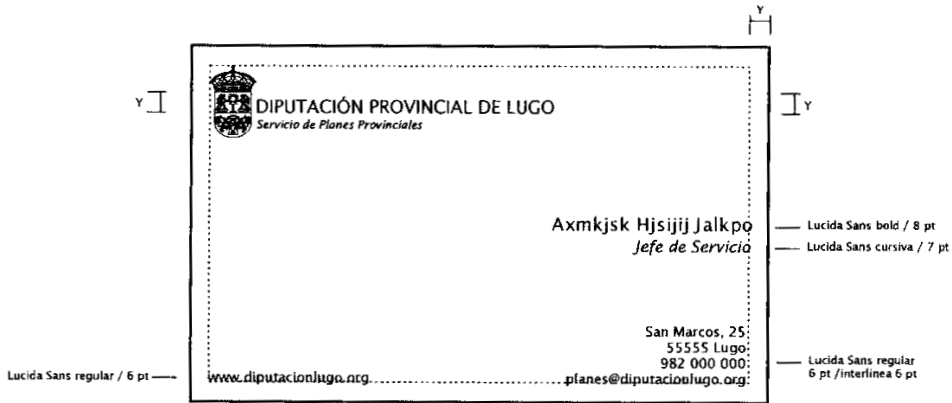 Y
Y
Y
DIPUTACIÓN PROVINCIAL DE LUGO
Servicio de Planes Provinciales
Axmkjsk Hjsijij Jalkpo
Lucida Sans bold / 8 pt
Jefe de Servicio
Lucida Sans cursiva / 7 pt
San Marcos, 25
55555 Lugo
982 000 000
Lucida Sans regular
6 pt /interlinea 6 pt
Lucida Sans regular / 6 pt
www.diputacionlugo.org
planes@diputacionlugo.org